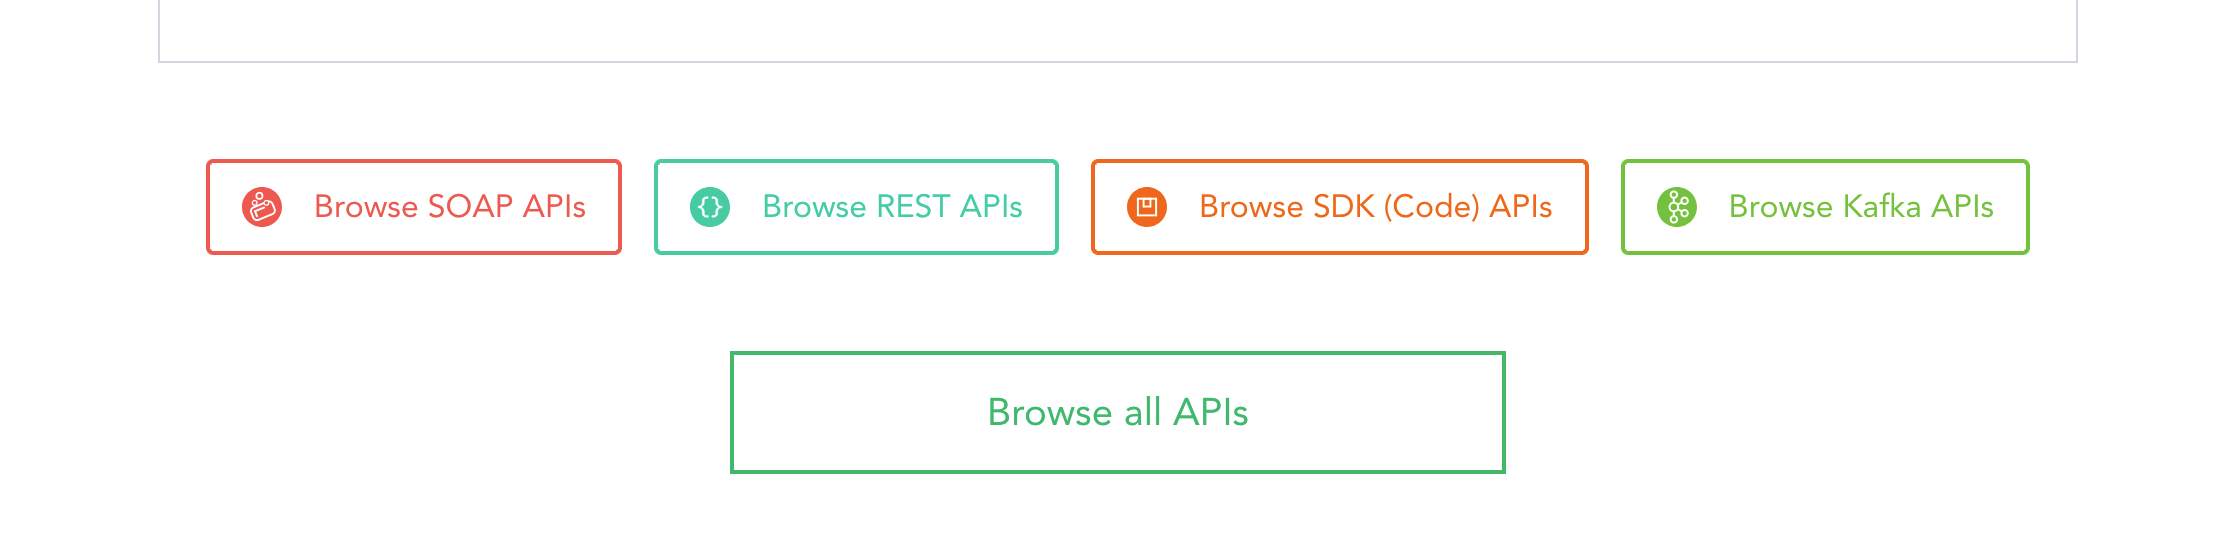 Browse SOAP APIs
Browse REST APIs
Browse SDK (Code) APIs
Browse Kafka APIs
Browse all APIs